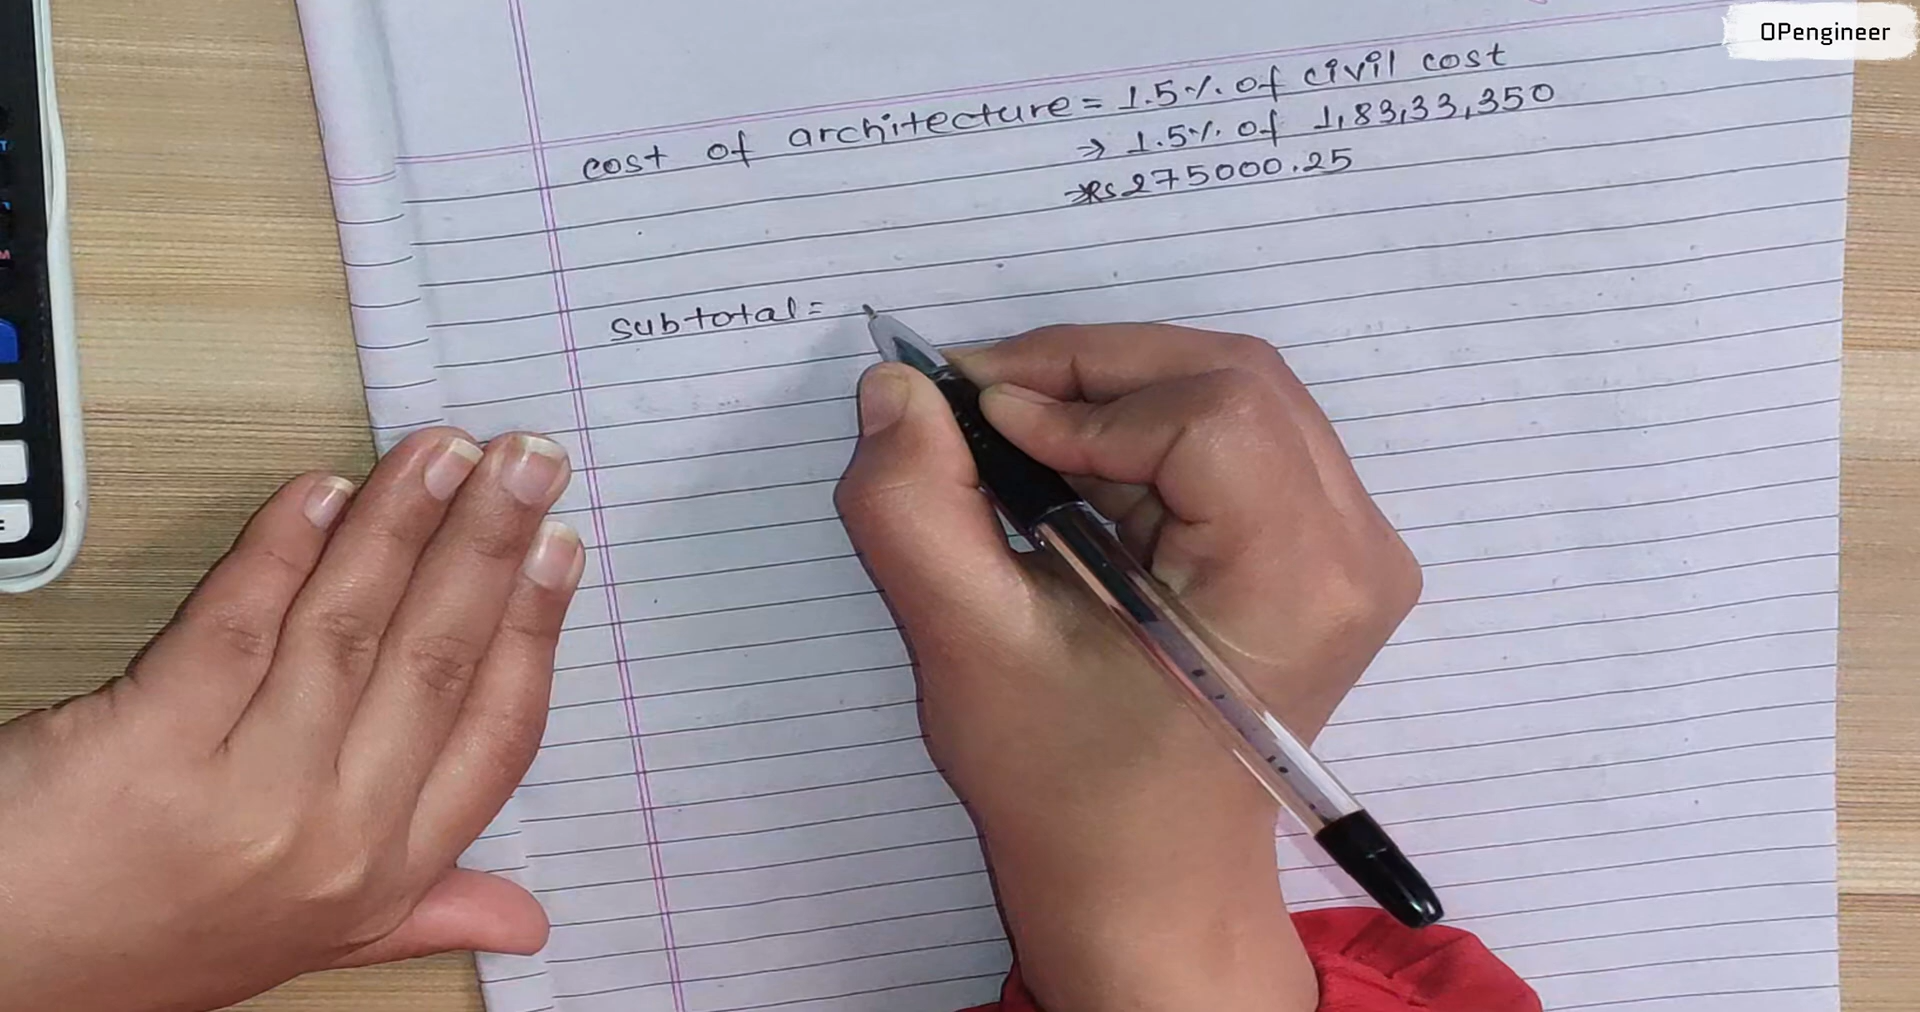 OPengineer
cost of architecture = 1.5%. of civil cost
→ 1.5%. of 1,83,33,350
→Rs 275000.25
subtotal =